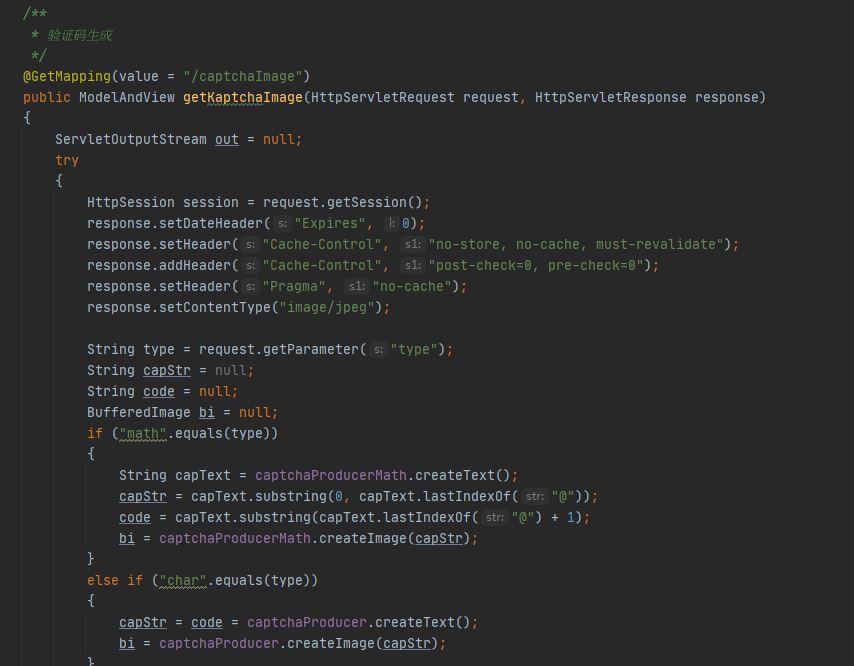 /**
 * 验证码生成
 */
@GetMapping(value = "/captchaImage")
public ModelAndView getKaptchaImage(HttpServletRequest request, HttpServletResponse response)
{
    ServletOutputStream out = null;
    try
    {
        HttpSession session = request.getSession();
        response.setDateHeader( s: "Expires", l: 0);
        response.setHeader( s: "Cache-Control", s1: "no-store, no-cache, must-revalidate");
        response.addHeader( s: "Cache-Control", s1: "post-check=0, pre-check=0");
        response.setHeader( s: "Pragma", s1: "no-cache");
        response.setContentType("image/jpeg");

        String type = request.getParameter( s: "type");
        String capStr = null;
        String code = null;
        BufferedImage bi = null;
        if ("math".equals(type))
        {
            String capText = captchaProducerMath.createText();
            capStr = capText.substring(0, capText.lastIndexOf( str: "@"));
            code = capText.substring(capText.lastIndexOf( str: "@") + 1);
            bi = captchaProducerMath.createImage(capStr);
        }
        else if ("char".equals(type))
        {
            capStr = code = captchaProducer.createText();
            bi = captchaProducer.createImage(capStr);
        }